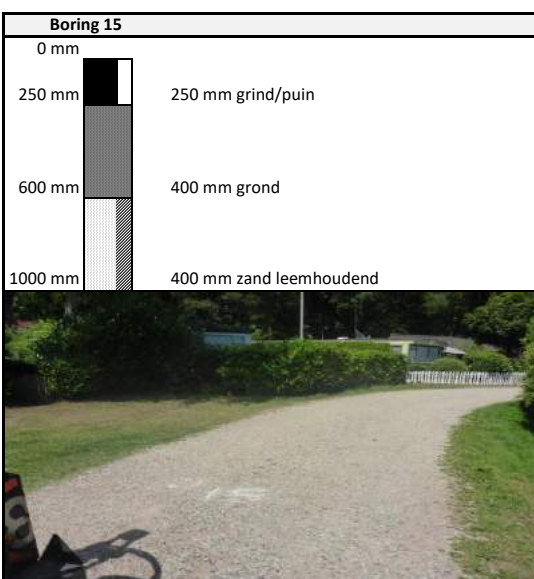 Boring 15
0 mm
250 mm 250 mm grind/puin
600 mm 400 mm grond
1000 mm 400 mm zand leemhoudend